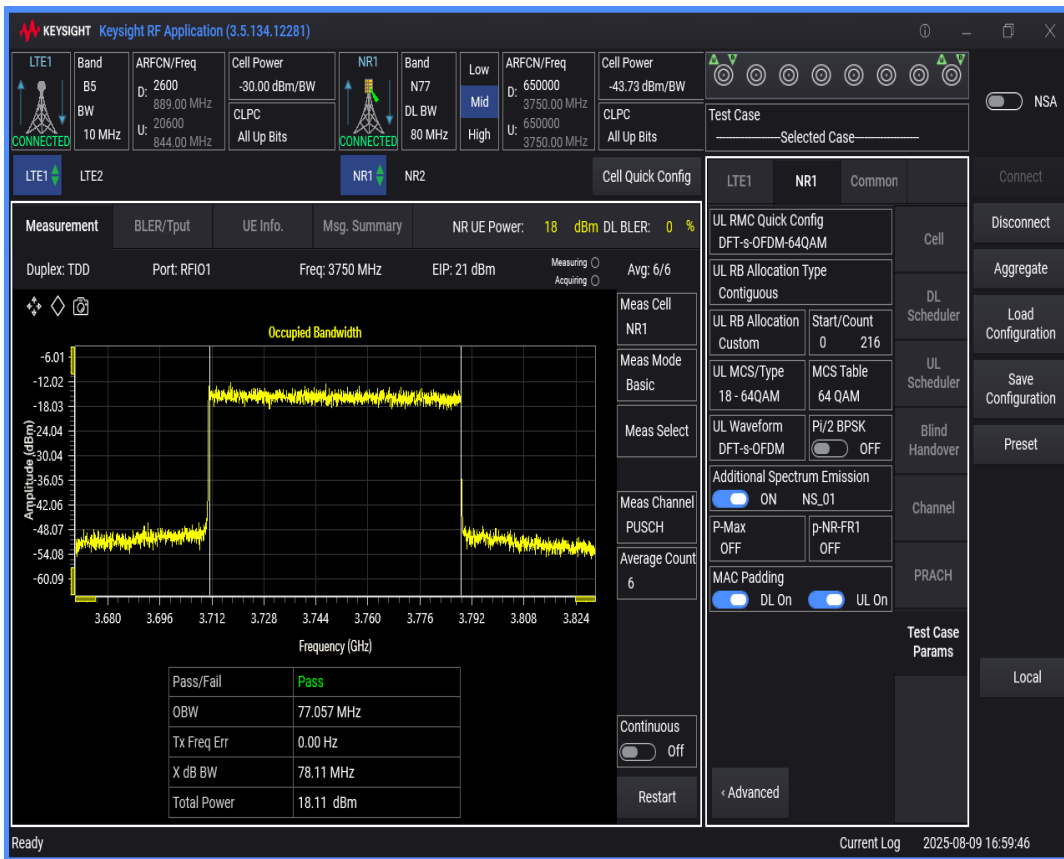 KEYSIGHT Keysight RF Application (3.5.134.12281)
LTE1 Band ARFCN/Freq Cell Power NR1 Band Low ARFCN/Freq Cell Power
B5 D: 2600 -30.00 dBm/BW N77 D: 650000 -43.73 dBm/BW
889.00 MHz 3750.00 MHz
BW CLPC DL BW Mid CLPC Test Case NSA
CONNECTED 10 MHz U: 20600 All Up Bits CONNECTED 80 MHz High U: 650000 All Up Bits
844.00 MHz 3750.00 MHz
Selected Case
LTE1 LTE2 NR1 NR2 Cell Quick Config
LTE1 NR1 Common
Connect
Measurement BLER/Tput UE Info. Msg. Summary NR UE Power: 18 dBm DL BLER: 0 %
Duplex: TDD Port: RFIO1 Freq: 3750 MHz EIP: 21 dBm Measuring Avg: 6/6
Acquiring
Occupied Bandwidth
Amplitude (dBm)
-6.01
-12.02
-18.03
-24.04
-30.04
-36.05
-42.06
-48.07
-54.08
-60.09
3.680 3.696 3.712 3.728 3.744 3.760 3.776 3.792 3.808 3.824
Frequency (GHz)
Pass/Fail Pass
OBW 77.057 MHz
Tx Freq Err 0.00 Hz
X dB BW 78.11 MHz
Total Power 18.11 dBm
Meas Cell
NR1
Meas Mode
Basic
Meas Select
Meas Channel
PUSCH
Average Count
6
Continuous
Off
Restart
UL RMC Quick Config
DFT-s-OFDM-64QAM
UL RB Allocation Type
Contiguous
UL RB Allocation Start/Count
Custom 0 216
UL MCS/Type MCS Table
18 - 64QAM 64 QAM
UL Waveform Pi/2 BPSK
DFT-s-OFDM OFF
Additional Spectrum Emission
ON NS_01
P-Max p-NR-FR1
OFF OFF
MAC Padding
DL On UL On
‹ Advanced
Cell
DL
Scheduler
UL
Scheduler
Blind
Handover
Channel
PRACH
Test Case
Params
Disconnect
Aggregate
Load
Configuration
Save
Configuration
Preset
Local
Ready Current Log 2025-08-09 16:59:46